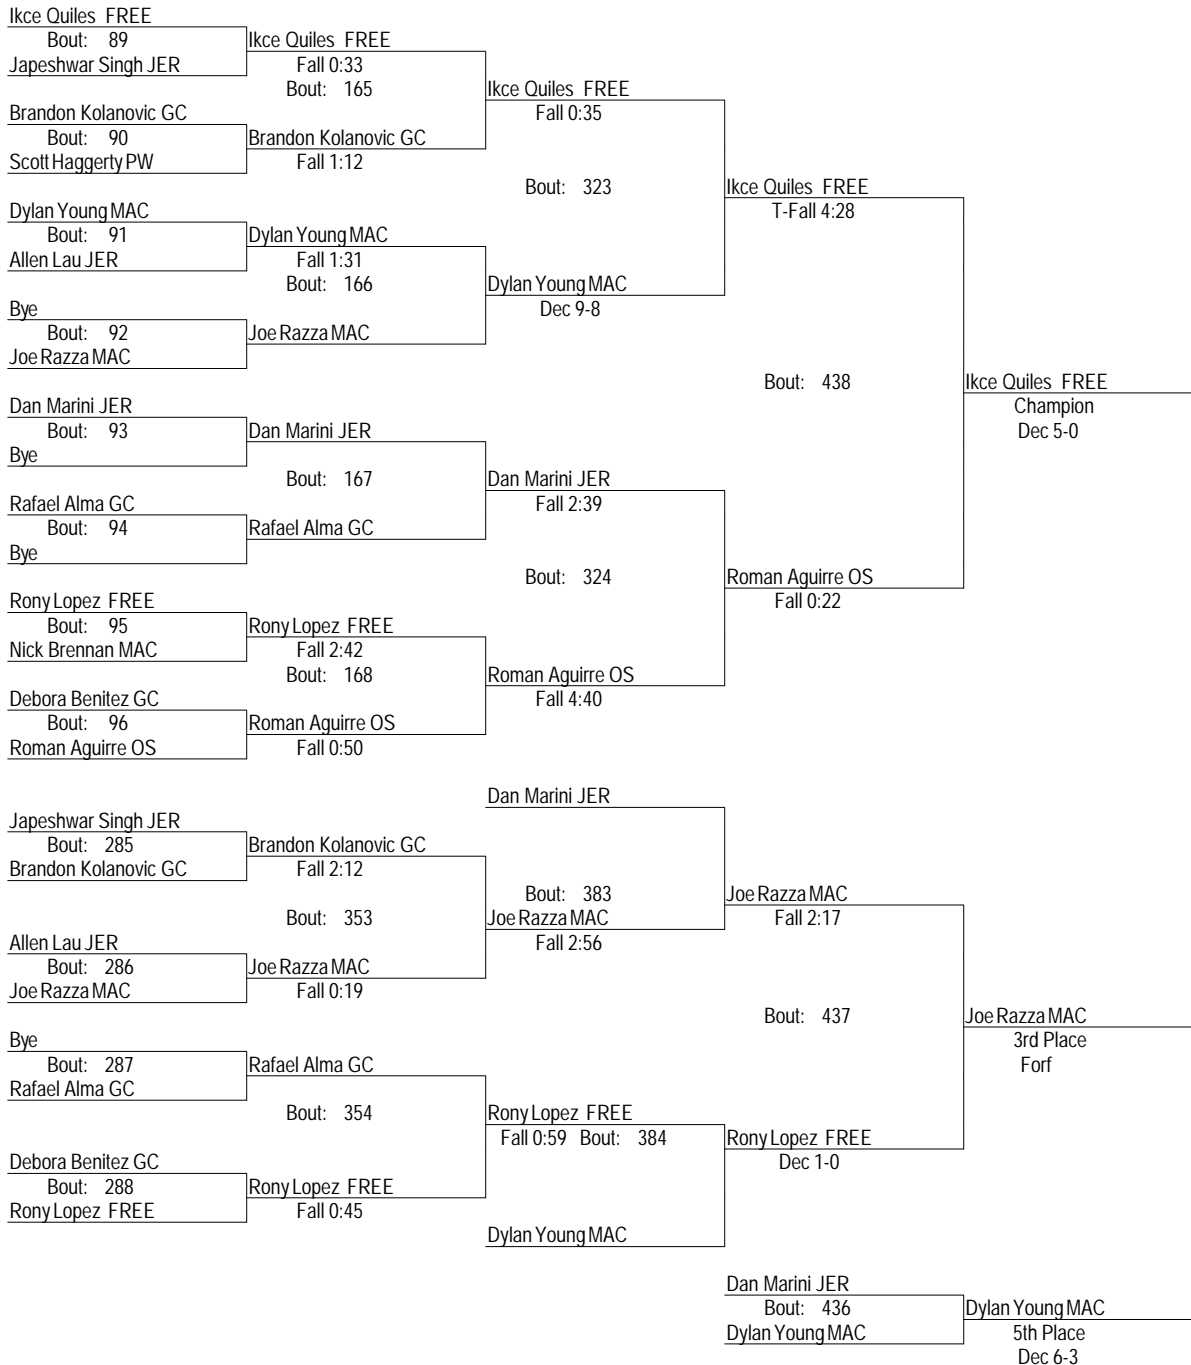 Ikce Quiles FREE
Bout: 89
Japeshwar Singh JER
Ikce Quiles FREE
Fall 0:33
Bout: 165
Brandon Kolanovic GC
Bout: 90
Scott Haggerty PW
Brandon Kolanovic GC
Fall 1:12
Ikce Quiles FREE
Fall 0:35
Bout: 323
Dylan Young MAC
Bout: 91
Allen Lau JER
Dylan Young MAC
Fall 1:31
Bout: 166
Bye
Bout: 92
Joe Razza MAC
Joe Razza MAC
Dylan Young MAC
Dec 9-8
Ikce Quiles FREE
T-Fall 4:28
Bout: 438
Ikce Quiles FREE
Champion
Dec 5-0
Dan Marini JER
Bout: 93
Bye
Dan Marini JER
Bout: 167
Rafael Alma GC
Bout: 94
Bye
Rafael Alma GC
Dan Marini JER
Fall 2:39
Bout: 324
Rony Lopez FREE
Bout: 95
Nick Brennan MAC
Rony Lopez FREE
Fall 2:42
Bout: 168
Debora Benitez GC
Bout: 96
Roman Aguirre OS
Roman Aguirre OS
Fall 0:50
Roman Aguirre OS
Fall 4:40
Roman Aguirre OS
Fall 0:22
Japeshwar Singh JER
Bout: 285
Brandon Kolanovic GC
Brandon Kolanovic GC
Fall 2:12
Bout: 353
Allen Lau JER
Bout: 286
Joe Razza MAC
Joe Razza MAC
Fall 0:19
Dan Marini JER
Bout: 383
Joe Razza MAC
Fall 2:56
Joe Razza MAC
Fall 2:17
Bout: 437
Joe Razza MAC
3rd Place
Forf
Bye
Bout: 287
Rafael Alma GC
Rafael Alma GC
Bout: 354
Debora Benitez GC
Bout: 288
Rony Lopez FREE
Rony Lopez FREE
Fall 0:45
Rony Lopez FREE
Fall 0:59 Bout: 384
Dylan Young MAC
Rony Lopez FREE
Dec 1-0
Dan Marini JER
Bout: 436
Dylan Young MAC
Dylan Young MAC
5th Place
Dec 6-3